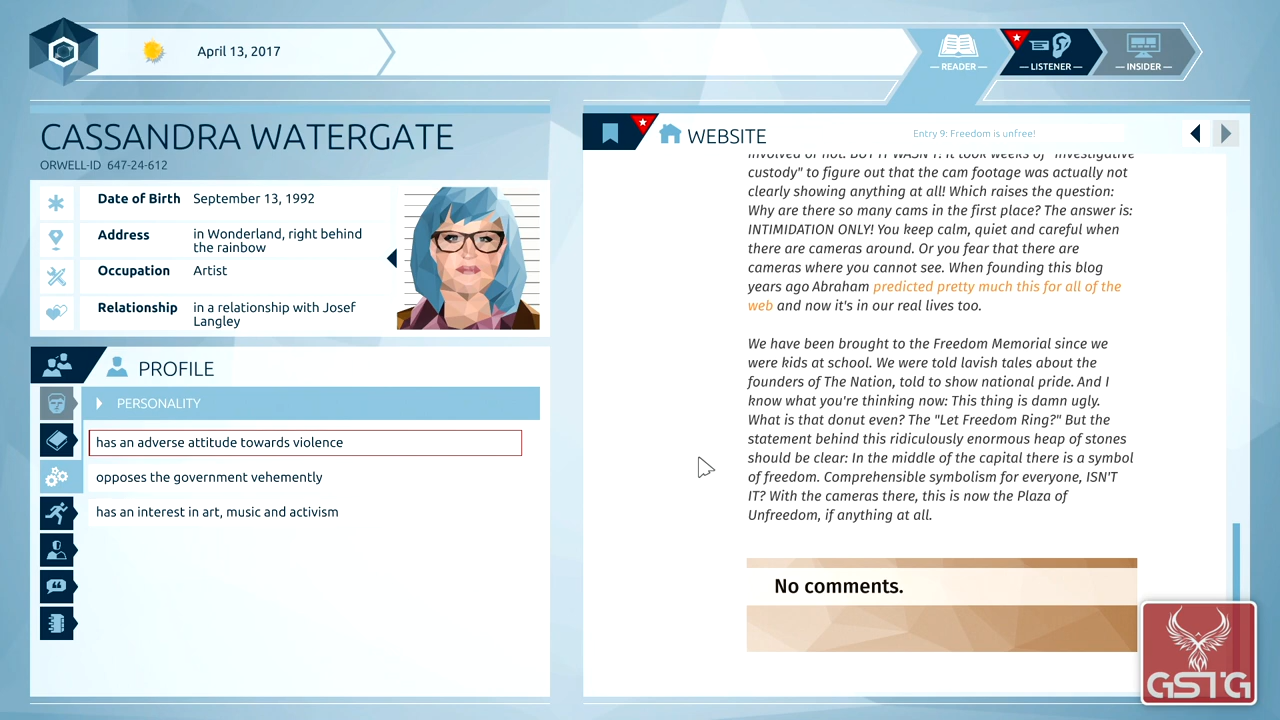 April 13, 2017
— READER —
— LISTENER —
— INSIDER —
CASSANDRA WATERGATE
ORWELL-ID 647-24-612
Date of Birth September 13, 1992
Address in Wonderland, right behind
the rainbow
Occupation Artist
Relationship in a relationship with Josef
Langley
PROFILE
PERSONALITY
has an adverse attitude towards violence
opposes the government vehemently
has an interest in art, music and activism
WEBSITE
Entry 9: Freedom is unfree!
involved or not. BUT IT WASN'T! It took weeks of "investigative
custody" to figure out that the cam footage was actually not
clearly showing anything at all! Which raises the question:
Why are there so many cams in the first place? The answer is:
INTIMIDATION ONLY! You keep calm, quiet and careful when
there are cameras around. Or you fear that there are
cameras where you cannot see. When founding this blog
years ago Abraham predicted pretty much this for all of the
web and now it's in our real lives too.
We have been brought to the Freedom Memorial since we
were kids at school. We were told lavish tales about the
founders of The Nation, told to show national pride. And I
know what you're thinking now: This thing is damn ugly.
What is that donut even? The "Let Freedom Ring?" But the
statement behind this ridiculously enormous heap of stones
should be clear: In the middle of the capital there is a symbol
of freedom. Comprehensible symbolism for everyone, ISN'T
IT? With the cameras there, this is now the Plaza of
Unfreedom, if anything at all.
No comments.
GSTG